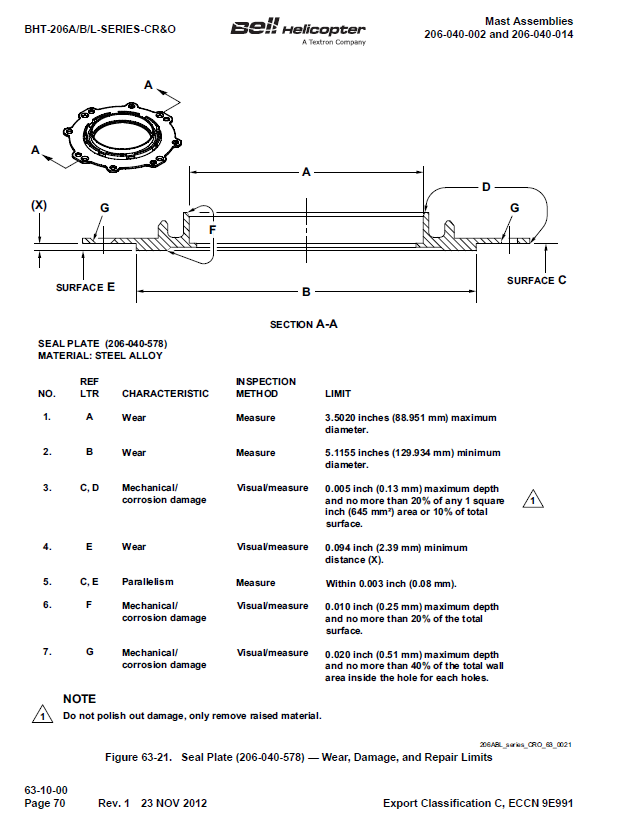 BHT-206A/B/L-SERIES-CR&O
Bell Helicopter
A Textron Company
Mast Assemblies
206-040-002 and 206-040-014
A
A
A
D
(X)
G
F
G
SURFACE E
B
SURFACE C
SECTION A-A
SEAL PLATE (206-040-578)
MATERIAL: STEEL ALLOY
NO. REF LTR CHARACTERISTIC INSPECTION METHOD LIMIT
1. A Wear Measure 3.5020 inches (88.951 mm) maximum
diameter.
2. B Wear Measure 5.1155 inches (129.934 mm) minimum
diameter.
3. C, D Mechanical/ Visual/measure 0.005 inch (0.13 mm) maximum depth
corrosion damage and no more than 20% of any 1 square
inch (645 mm²) area or 10% of total
surface.
1
4. E Wear Visual/measure 0.094 inch (2.39 mm) minimum
distance (X).
5. C, E Parallelism Measure Within 0.003 inch (0.08 mm).
6. F Mechanical/ Visual/measure 0.010 inch (0.25 mm) maximum depth
corrosion damage and no more than 20% of the total
surface.
7. G Mechanical/ Visual/measure 0.020 inch (0.51 mm) maximum depth
corrosion damage and no more than 40% of the total wall
area inside the hole for each holes.
NOTE
1 Do not polish out damage, only remove raised material.
206ABL_series_CRO_63_0021
Figure 63-21. Seal Plate (206-040-578) — Wear, Damage, and Repair Limits
63-10-00
Page 70 Rev. 1 23 NOV 2012 Export Classification C, ECCN 9E991